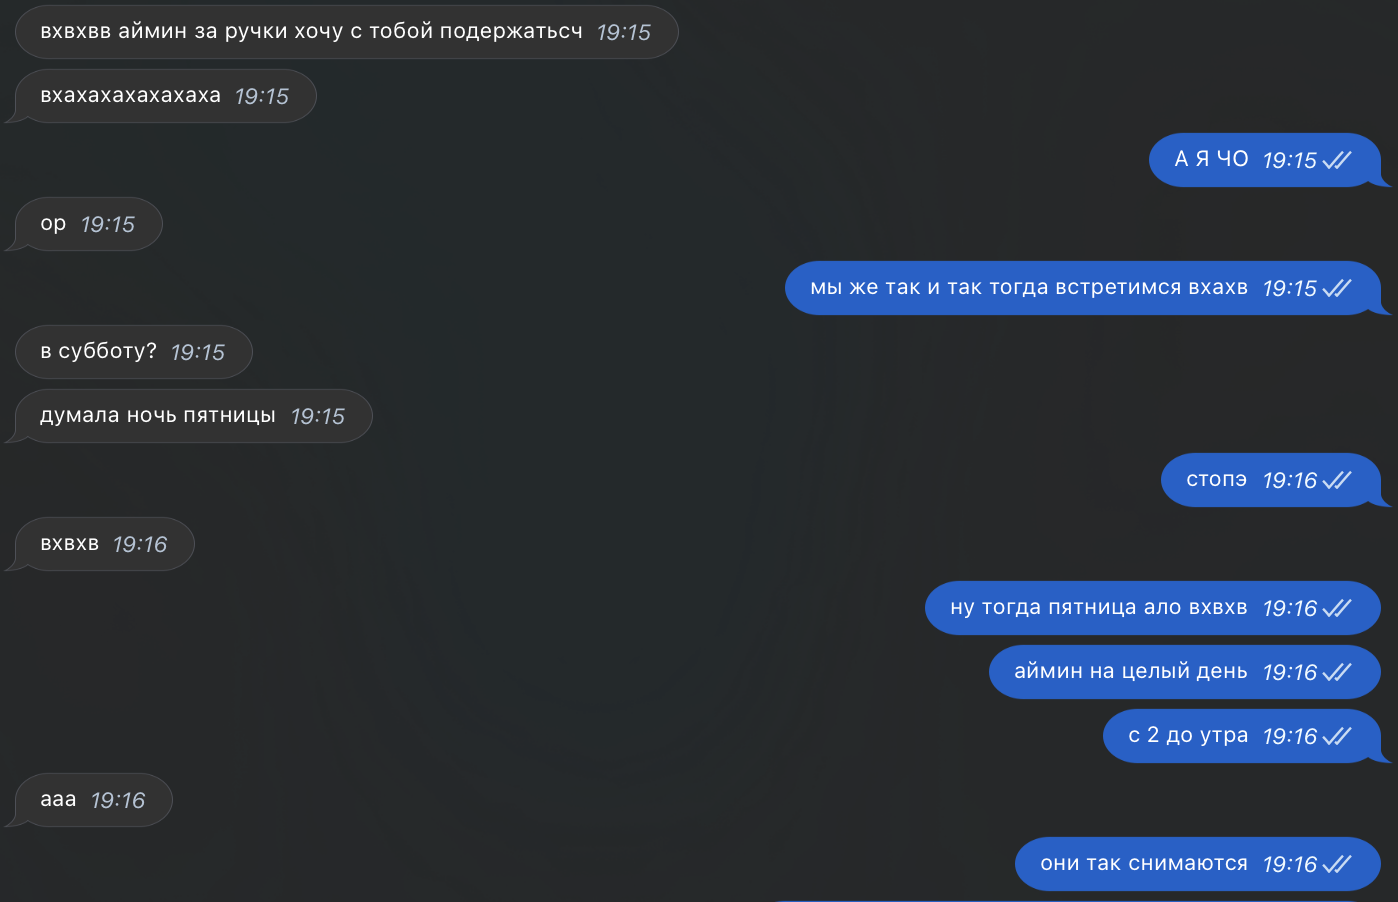 вхвхвв аймин за ручки хочу с тобой подержатьсч 19:15
вхахахахахахаха 19:15
А Я ЧО 19:15
ор 19:15
мы же так и так тогда встретимся вхахв 19:15
в субботу? 19:15
думала ночь пятницы 19:15
стопэ 19:16
вхвхв 19:16
ну тогда пятница ало вхвхв 19:16
аймин на целый день 19:16
с 2 до утра 19:16
ааа 19:16
они так снимаются 19:16